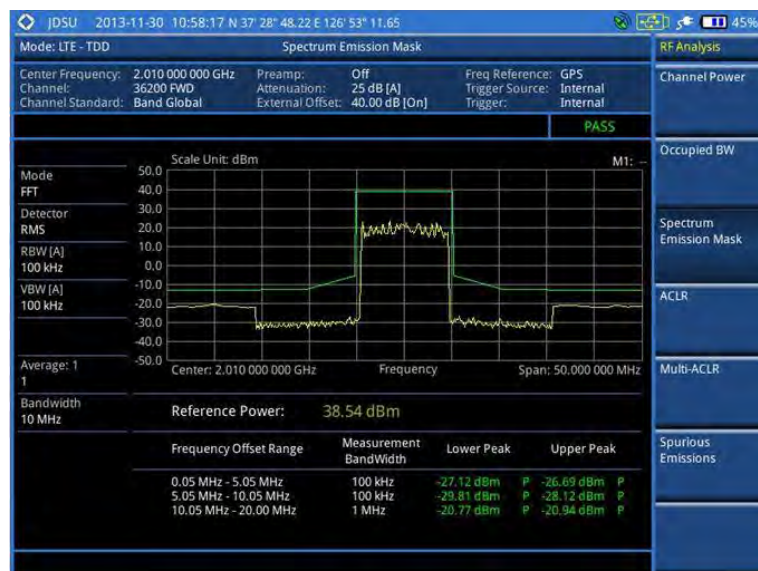 JDSU 2013-11-30 10:58:17 N 37' 28" 48.22 E 126' 53" 11.65 45%
Mode: LTE - TDD Spectrum Emission Mask RF Analysis
Center Frequency: 2.010 000 000 GHz Preamp: Off Freq Reference: GPS
Channel: 36200 FWD Attenuation: 25 dB [A] Trigger Source: Internal
Channel Standard: Band Global External Offset: 40.00 dB [On] Trigger: Internal
Channel Power
PASS
Occupied BW
Scale Unit: dBm M1: --
Mode
FFT
Detector
RMS
RBW [A]
100 kHz
VBW [A]
100 kHz
Average: 1
1
Bandwidth
10 MHz
50.0
40.0
30.0
20.0
10.0
0.0
-10.0
-20.0
-30.0
-40.0
-50.0
Center: 2.010 000 000 GHz Frequency Span: 50.000 000 MHz
Spectrum
Emission Mask
ACLR
Multi-ACLR
Spurious
Emissions
Reference Power: 38.54 dBm
Frequency Offset Range Measurement BandWidth Lower Peak Upper Peak
0.05 MHz - 5.05 MHz 100 kHz -27.12 dBm P -26.69 dBm P
5.05 MHz - 10.05 MHz 100 kHz -29.81 dBm P -28.12 dBm P
10.05 MHz - 20.00 MHz 1 MHz -20.77 dBm P -20.94 dBm P